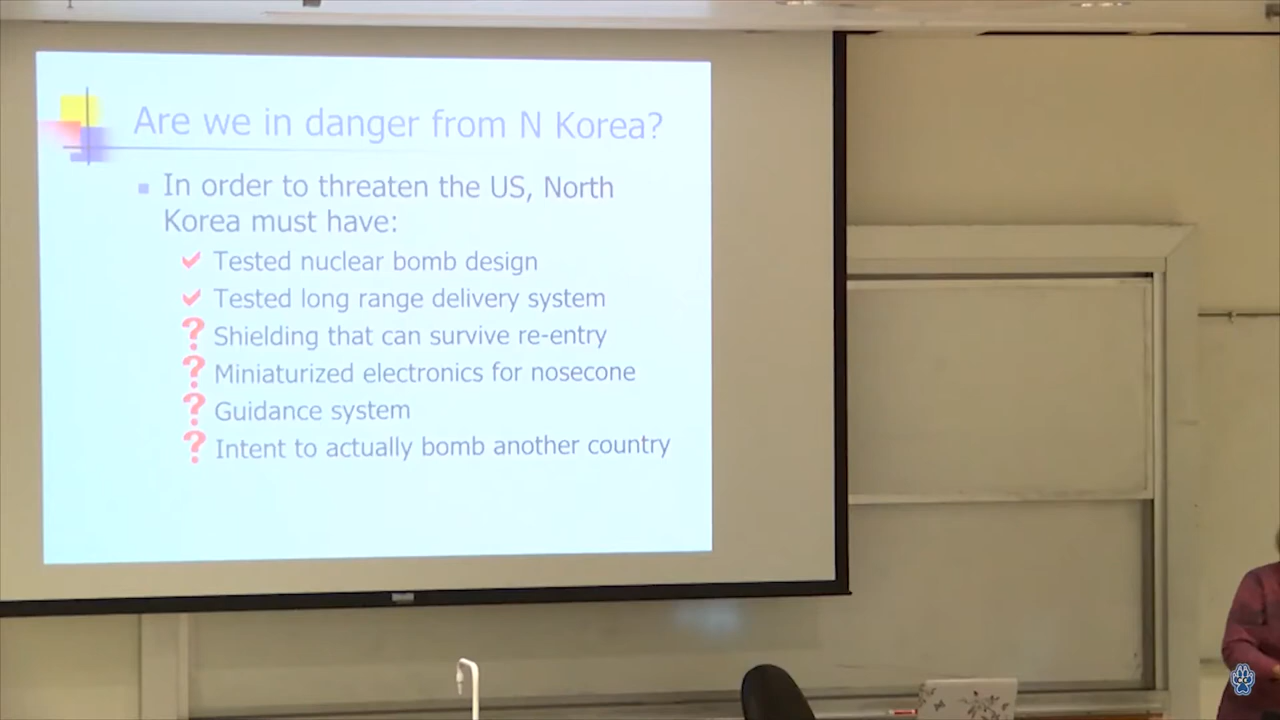 Are we in danger from N Korea?
In order to threaten the US, North
Korea must have:
Tested nuclear bomb design
Tested long range delivery system
? Shielding that can survive re-entry
? Miniaturized electronics for nosecone
? Guidance system
? Intent to actually bomb another country